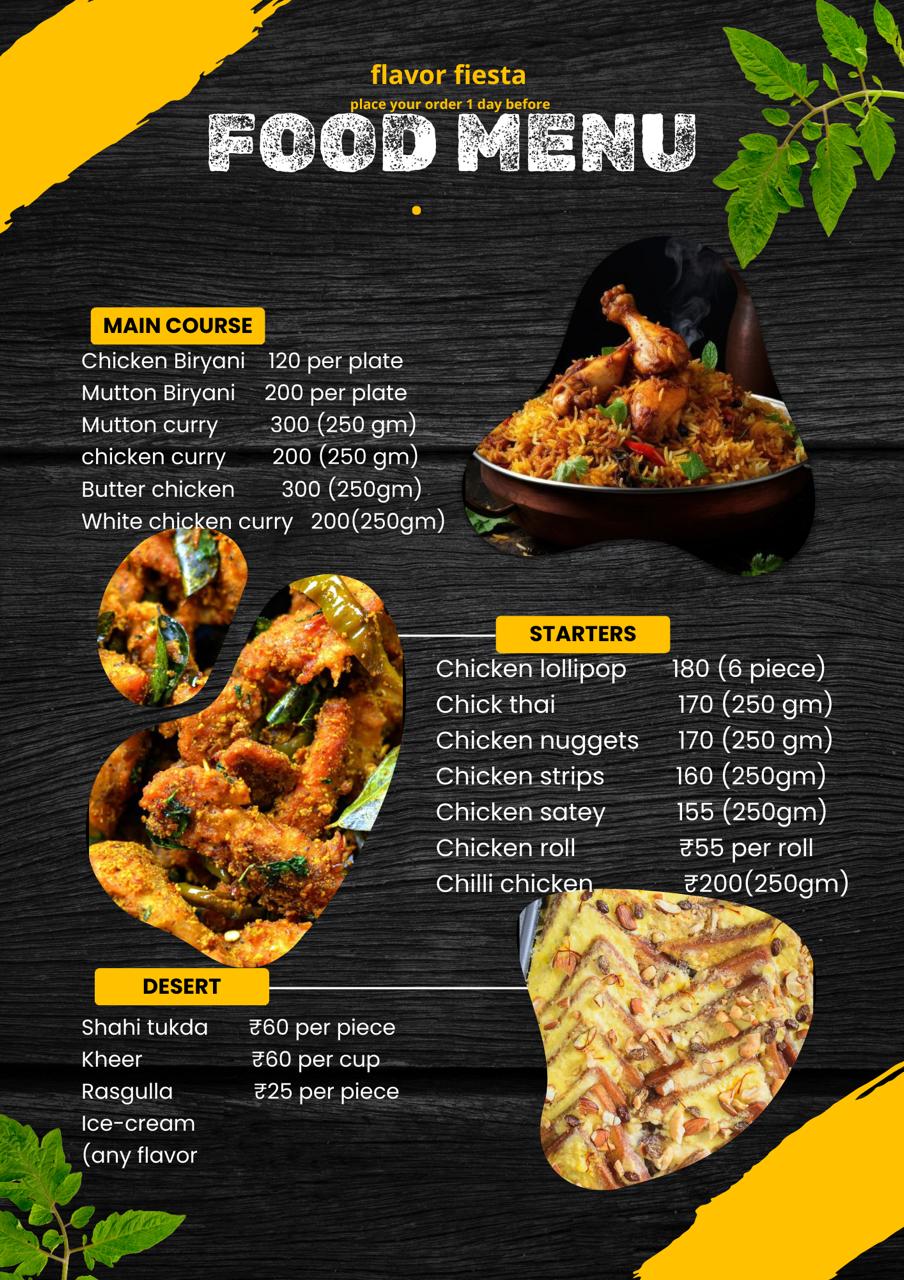 flavor fiesta
place your order 1 day before
FOOD MENU
MAIN COURSE
Chicken Biryani 120 per plate
Mutton Biryani 200 per plate
Mutton curry 300 (250 gm)
chicken curry 200 (250 gm)
Butter chicken 300 (250gm)
White chicken curry 200(250gm)
STARTERS
Chicken lollipop 180 (6 piece)
Chick thai 170 (250 gm)
Chicken nuggets 170 (250 gm)
Chicken strips 160 (250gm)
Chicken satey 155 (250gm)
Chicken roll ₹55 per roll
Chilli chicken ₹200(250gm)
DESERT
Shahi tukda ₹60 per piece
Kheer ₹60 per cup
Rasgulla ₹25 per piece
Ice-cream
(any flavor